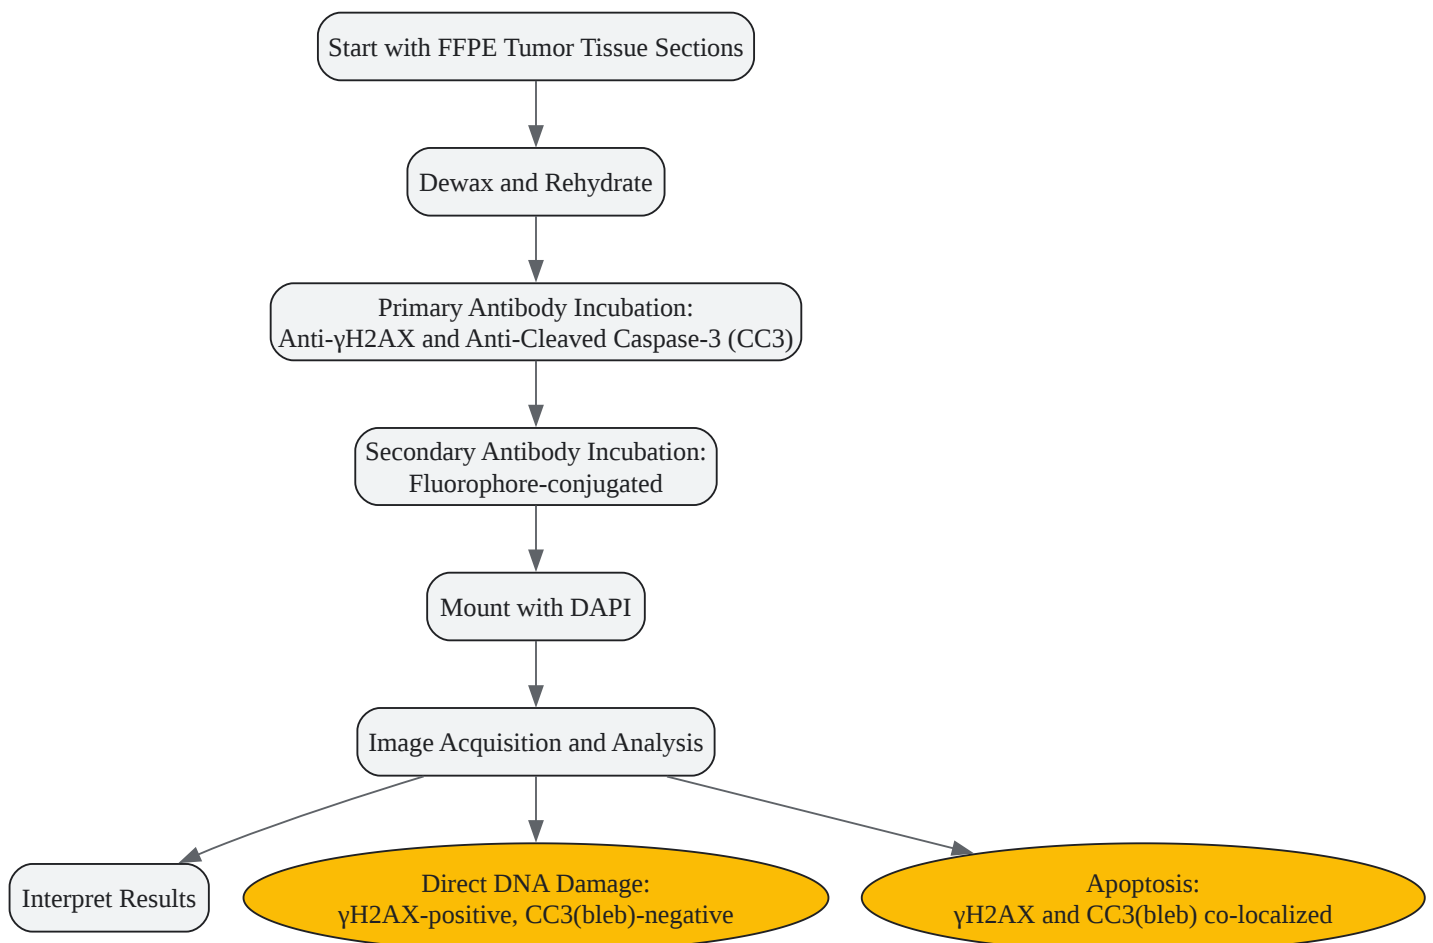 Start with FFPE Tumor Tissue Sections
Dewax and Rehydrate
Primary Antibody Incubation:
Anti-γH2AX and Anti-Cleaved Caspase-3 (CC3)
Secondary Antibody Incubation:
Fluorophore-conjugated
Mount with DAPI
Image Acquisition and Analysis
Interpret Results
Direct DNA Damage:
γH2AX-positive, CC3(bleb)-negative
Apoptosis:
γH2AX and CC3(bleb) co-localized